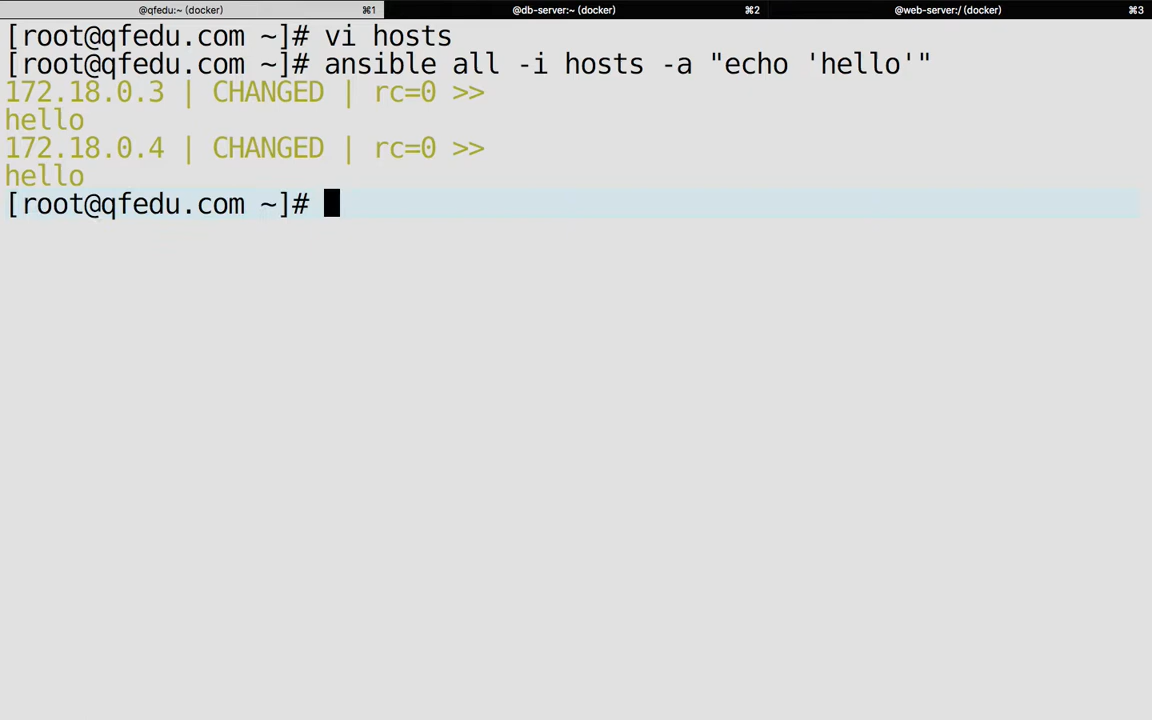 @qfedu:~ (docker) ⌘1 @db-server:~ (docker) ⌘2 @web-server:/ (docker) ⌘3
[root@qfedu.com ~]# vi hosts
[root@qfedu.com ~]# ansible all -i hosts -a "echo 'hello'"
172.18.0.3 | CHANGED | rc=0 >>
hello
172.18.0.4 | CHANGED | rc=0 >>
hello
[root@qfedu.com ~]#